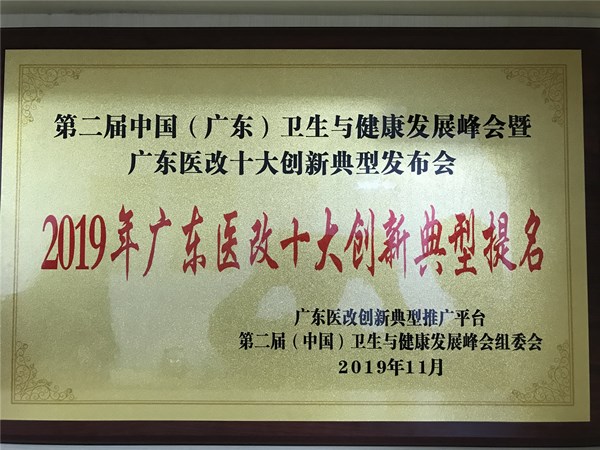 第二届中国（广东）卫生与健康发展峰会暨
广东医改十大创新典型发布会
2019年广东医改十大创新典型提名
广东医改创新典型推广平台
第二届（中国）卫生与健康发展峰会组委会
2019年11月